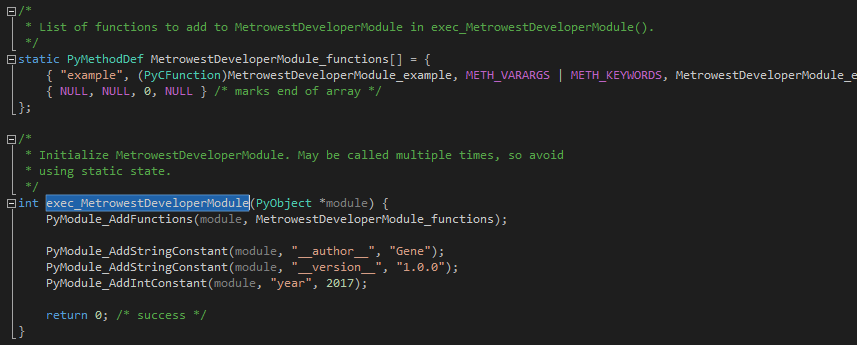 /*
 * List of functions to add to MetrowestDeveloperModule in exec_MetrowestDeveloperModule().
 */
static PyMethodDef MetrowestDeveloperModule_functions[] = {
    { "example", (PyCFunction)MetrowestDeveloperModule_example, METH_VARARGS | METH_KEYWORDS, MetrowestDeveloperModule_e
    { NULL, NULL, 0, NULL } /* marks end of array */
};
/*
 * Initialize MetrowestDeveloperModule. May be called multiple times, so avoid
 * using static state.
 */
int exec_MetrowestDeveloperModule(PyObject *module) {
    PyModule_AddFunctions(module, MetrowestDeveloperModule_functions);
    PyModule_AddStringConstant(module, "__author__", "Gene");
    PyModule_AddStringConstant(module, "__version__", "1.0.0");
    PyModule_AddIntConstant(module, "year", 2017);
    return 0; /* success */
}